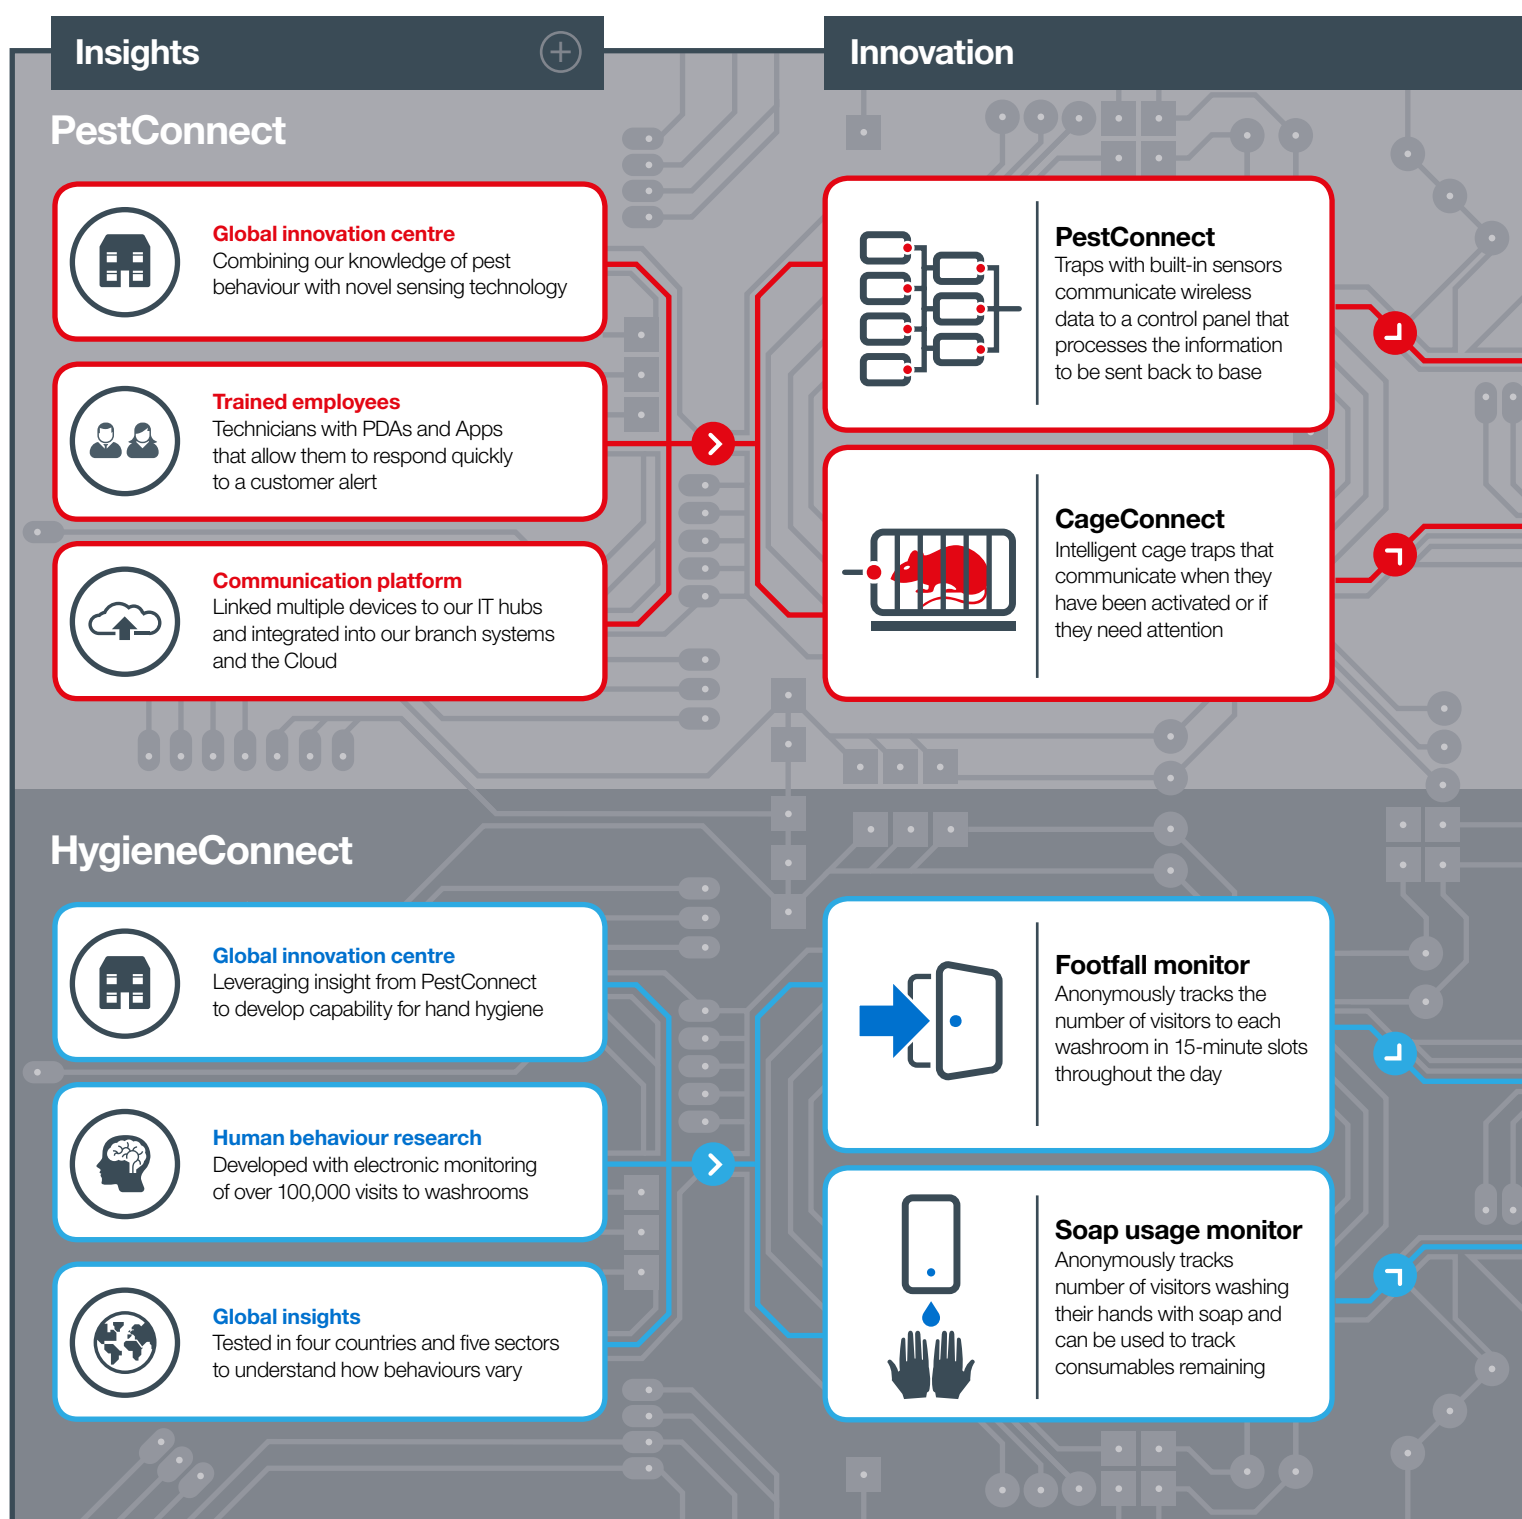 Insights
Innovation
PestConnect
Global innovation centre
Combining our knowledge of pest
behaviour with novel sensing technology
Trained employees
Technicians with PDAs and Apps
that allow them to respond quickly
to a customer alert
Communication platform
Linked multiple devices to our IT hubs
and integrated into our branch systems
and the Cloud
PestConnect
Traps with built-in sensors
communicate wireless
data to a control panel that
processes the information
to be sent back to base
CageConnect
Intelligent cage traps that
communicate when they
have been activated or if
they need attention
HygieneConnect
Global innovation centre
Leveraging insight from PestConnect
to develop capability for hand hygiene
Human behaviour research
Developed with electronic monitoring
of over 100,000 visits to washrooms
Global insights
Tested in four countries and five sectors
to understand how behaviours vary
Footfall monitor
Anonymously tracks the
number of visitors to each
washroom in 15-minute slots
throughout the day
Soap usage monitor
Anonymously tracks
number of visitors washing
their hands with soap and
can be used to track
consumables remaining